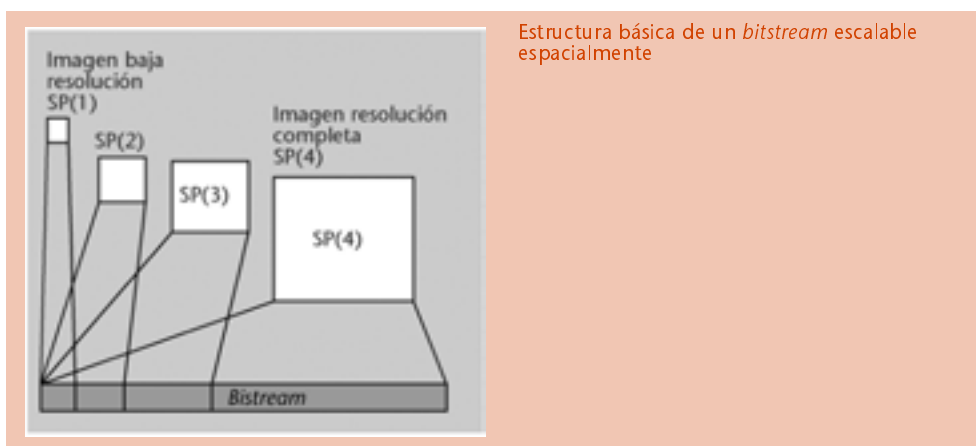 Imagen baja
resolución
SP(1)
SP(2)
SP(3)
Imagen resolución
completa
SP(4)
SP(4)
Bistream
Estructura básica de un bitstream escalable
espacialmente